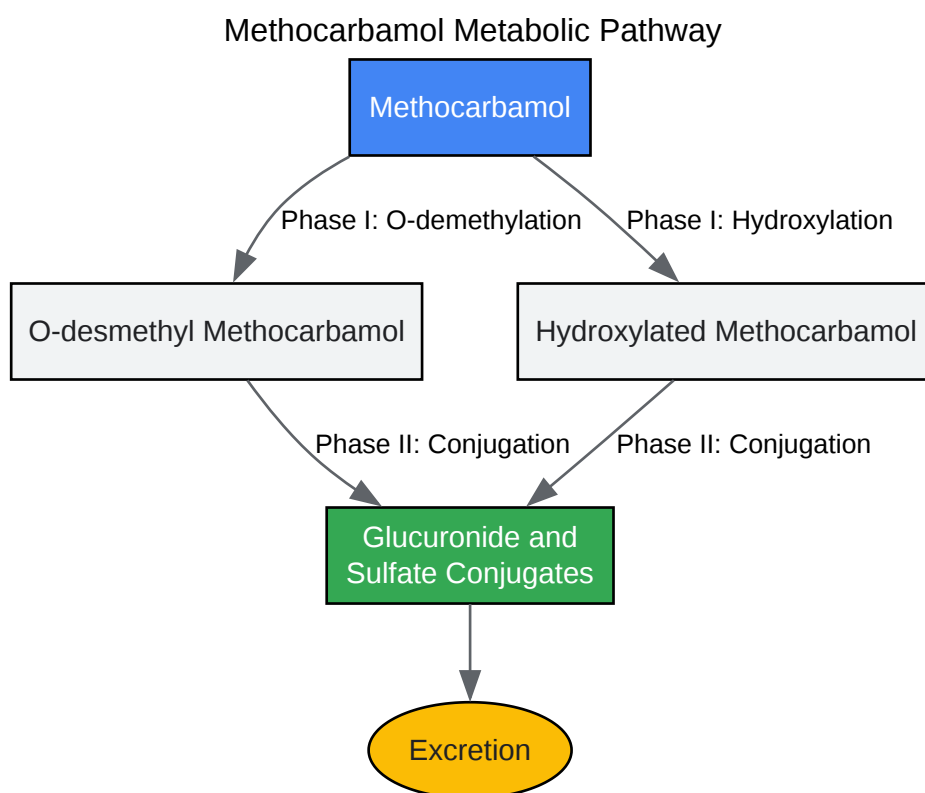 Methocarbamol Metabolic Pathway
Methocarbamol
Phase I: O-demethylation
Phase I: Hydroxylation
O-desmethyl Methocarbamol
Hydroxylated Methocarbamol
Phase II: Conjugation
Phase II: Conjugation
Glucuronide and
Sulfate Conjugates
Excretion